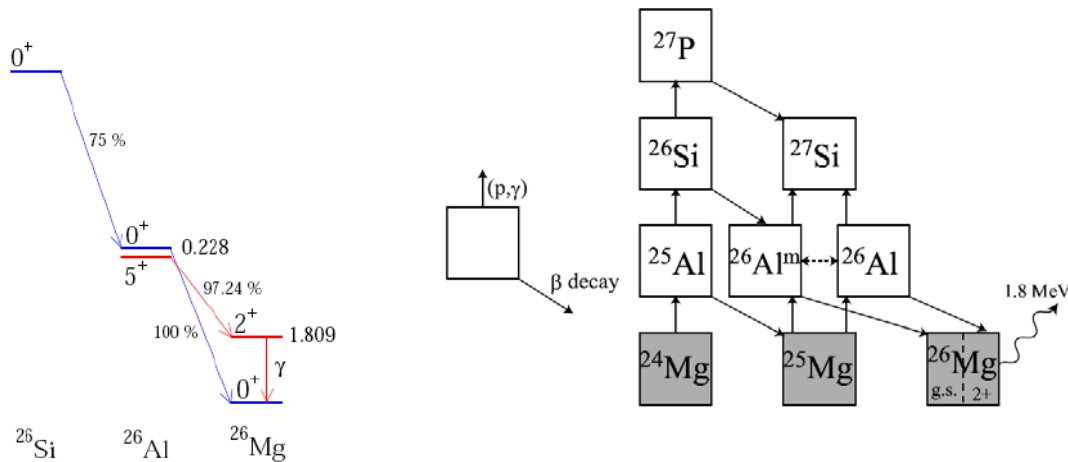 0⁺
75 %
0⁺
0.228
5⁺
97.24 %
2⁺
1.809
100 %
γ
0⁺
²⁶Si
²⁶Al
²⁶Mg
(p,γ)
β decay
²⁷P
²⁶Si
²⁷Si
²⁵Al
²⁶Alᵐ
²⁶Al
1.8 MeV
²⁴Mg
²⁵Mg
²⁶Mg
g.s.
2+